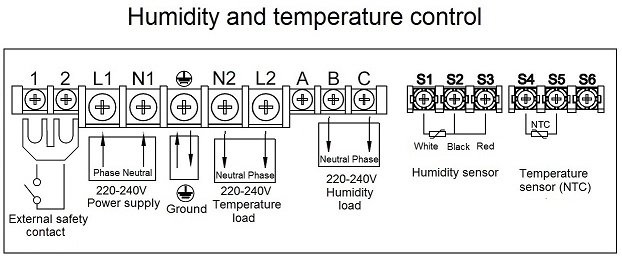 Humidity and temperature control
1 2 L1 N1 N2 L2 A B C S1 S2 S3 S4 S5 S6
Phase Neutral
220-240V
Power supply
Ground
Neutral Phase
220-240V
Temperature
load
Neutral Phase
220-240V
Humidity
load
White Black Red
Humidity sensor
NTC
Temperature
sensor (NTC)
External safety
contact